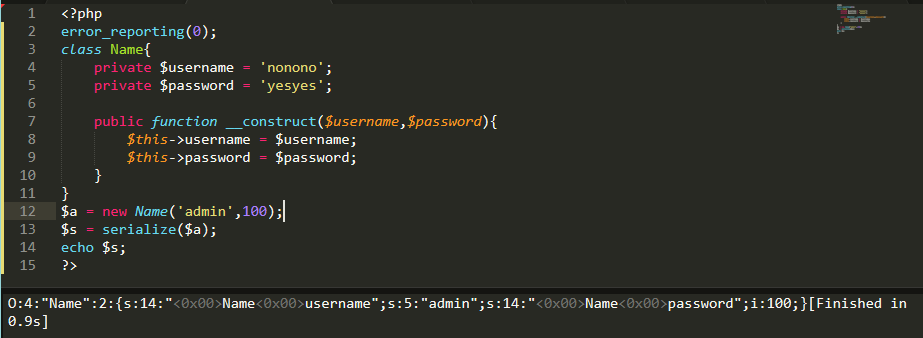 1 <?php
2 error_reporting(0);
3 class Name{
4     private $username = 'nonono';
5     private $password = 'yesyes';
6
7     public function __construct($username,$password){
8         $this->username = $username;
9         $this->password = $password;
10     }
11 }
12 $a = new Name('admin',100);
13 $s = serialize($a);
14 echo $s;
15 ?>
O:4:"Name":2:{s:14:"<0x00>Name<0x00>username";s:5:"admin";s:14:"<0x00>Name<0x00>password";i:100;}[Finished in
0.9s]